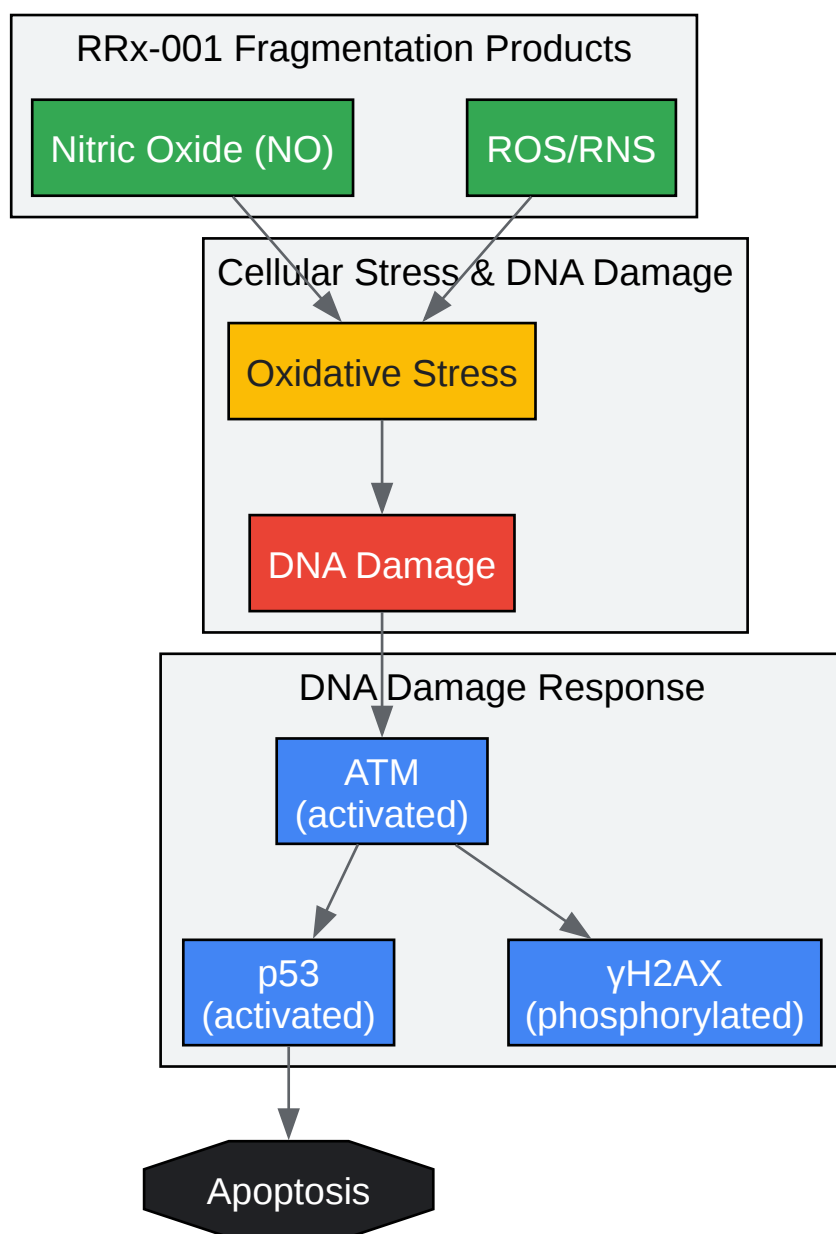 RRx-001 Fragmentation Products
Nitric Oxide (NO)
ROS/RNS
Cellular Stress & DNA Damage
Oxidative Stress
DNA Damage
DNA Damage Response
ATM
(activated)
p53
(activated)
γH2AX
(phosphorylated)
Apoptosis